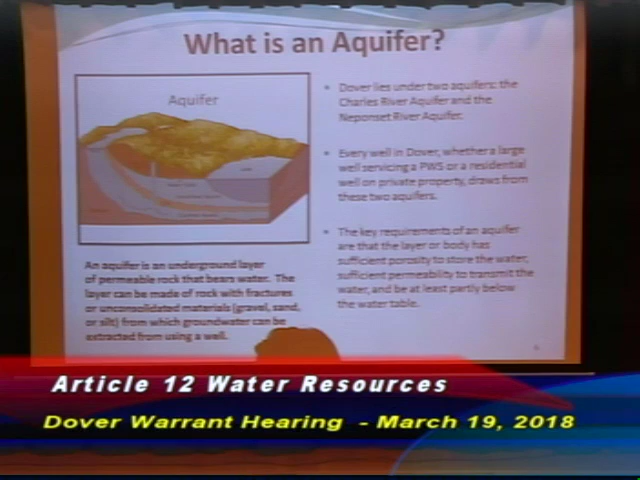 What is an Aquifer?
Aquifer
Dover lies under two aquifers: the
Charles River Aquifer and the
Neponset River Aquifer.
Every well in Dover, whether a large
well servicing a PWS or a residential
well on private property, draws from
these two aquifers.
The key requirements of an aquifer
are that the layer or body has
sufficient porosity to store the water,
sufficient permeability to transmit the
water, and be at least partly below
the water table.
An aquifer is an underground layer
of permeable rock that bears water. The
layer can be made of rock with fractures
or unconsolidated materials (gravel, sand,
or silt) from which groundwater can be
extracted from using a well.
Article 12 Water Resources
Dover Warrant Hearing - March 19, 2018